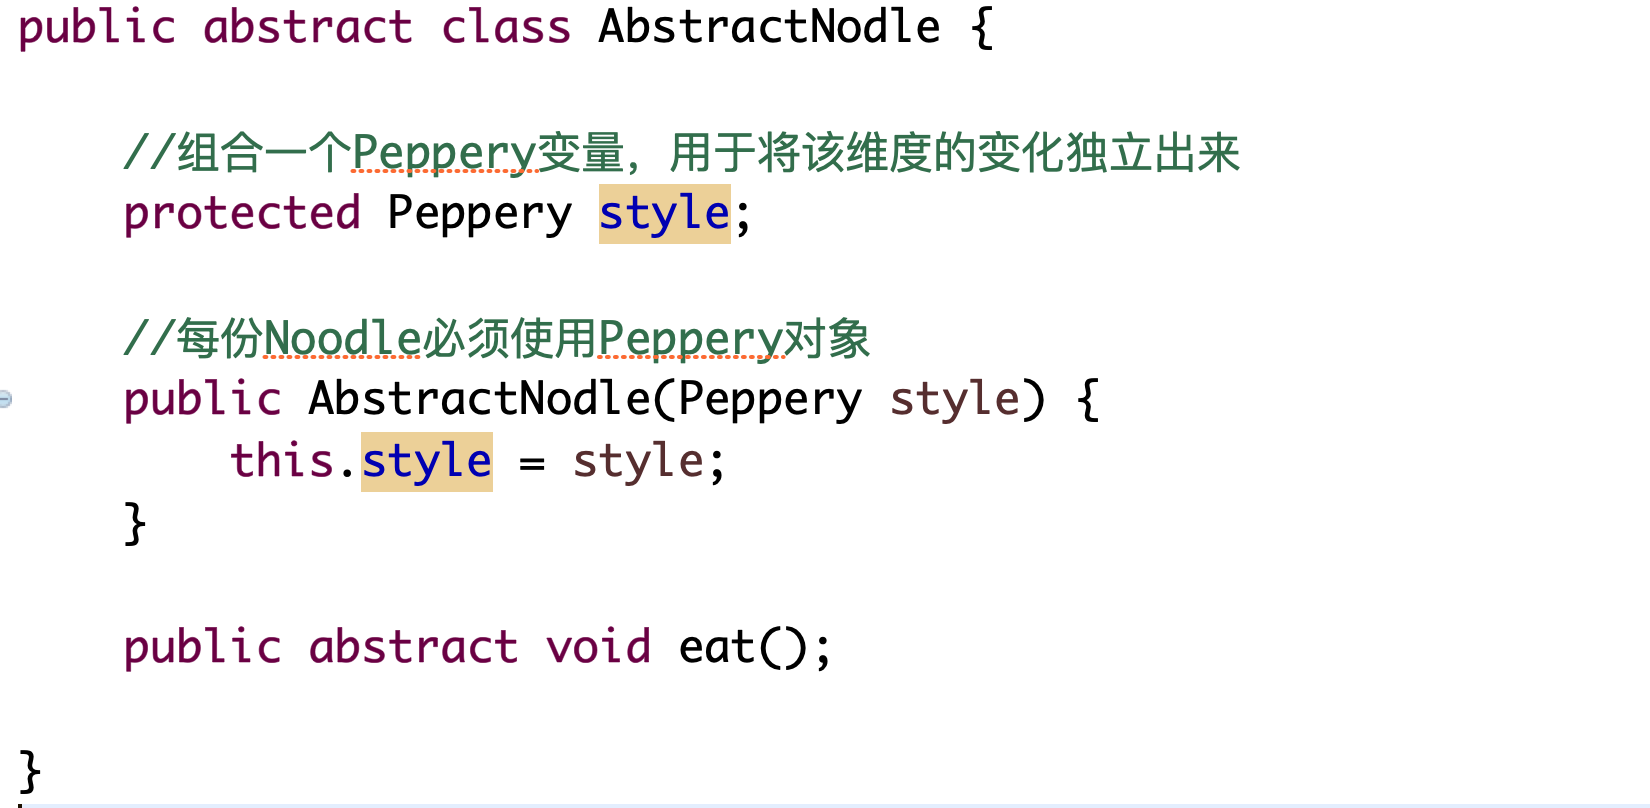 public abstract class AbstractNodle {
//组合一个Peppery变量，用于将该维度的变化独立出来
protected Peppery style;
//每份Noodle必须使用Peppery对象
public AbstractNodle(Peppery style) {
this.style = style;
}
public abstract void eat();
}